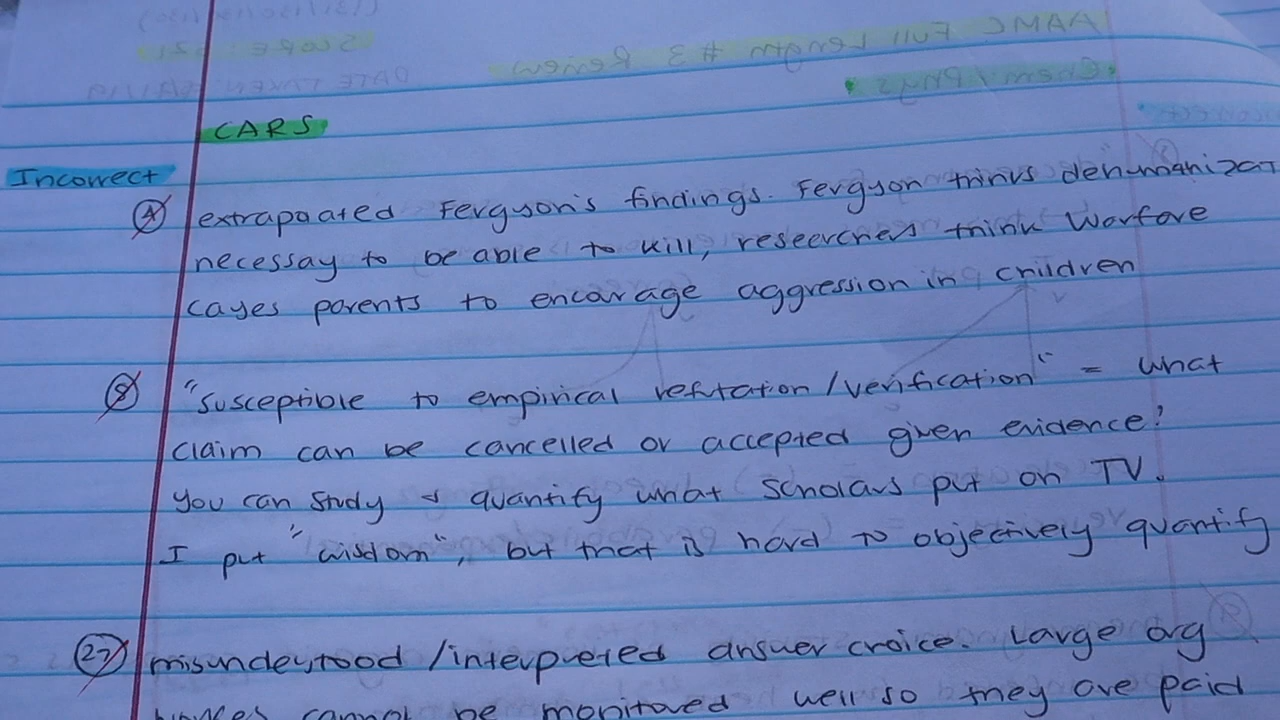 CARS
Incorrect
4 extrapaated Ferguson's findings. Ferguson thinks dehumanizat
necessay to be able to kill, researchers think Warfare
causes parents to encourage aggression in children
8 "susceptible to empirical refutation/verification" = what
claim can be cancelled or accepted given evidence?
You can study & quantify what scholars put on TV.
I put "wisdom", but that is hard to objectively quantify
27 misunderstood/interpreted answer choice. Large org
cannot be monitored well so they are paid